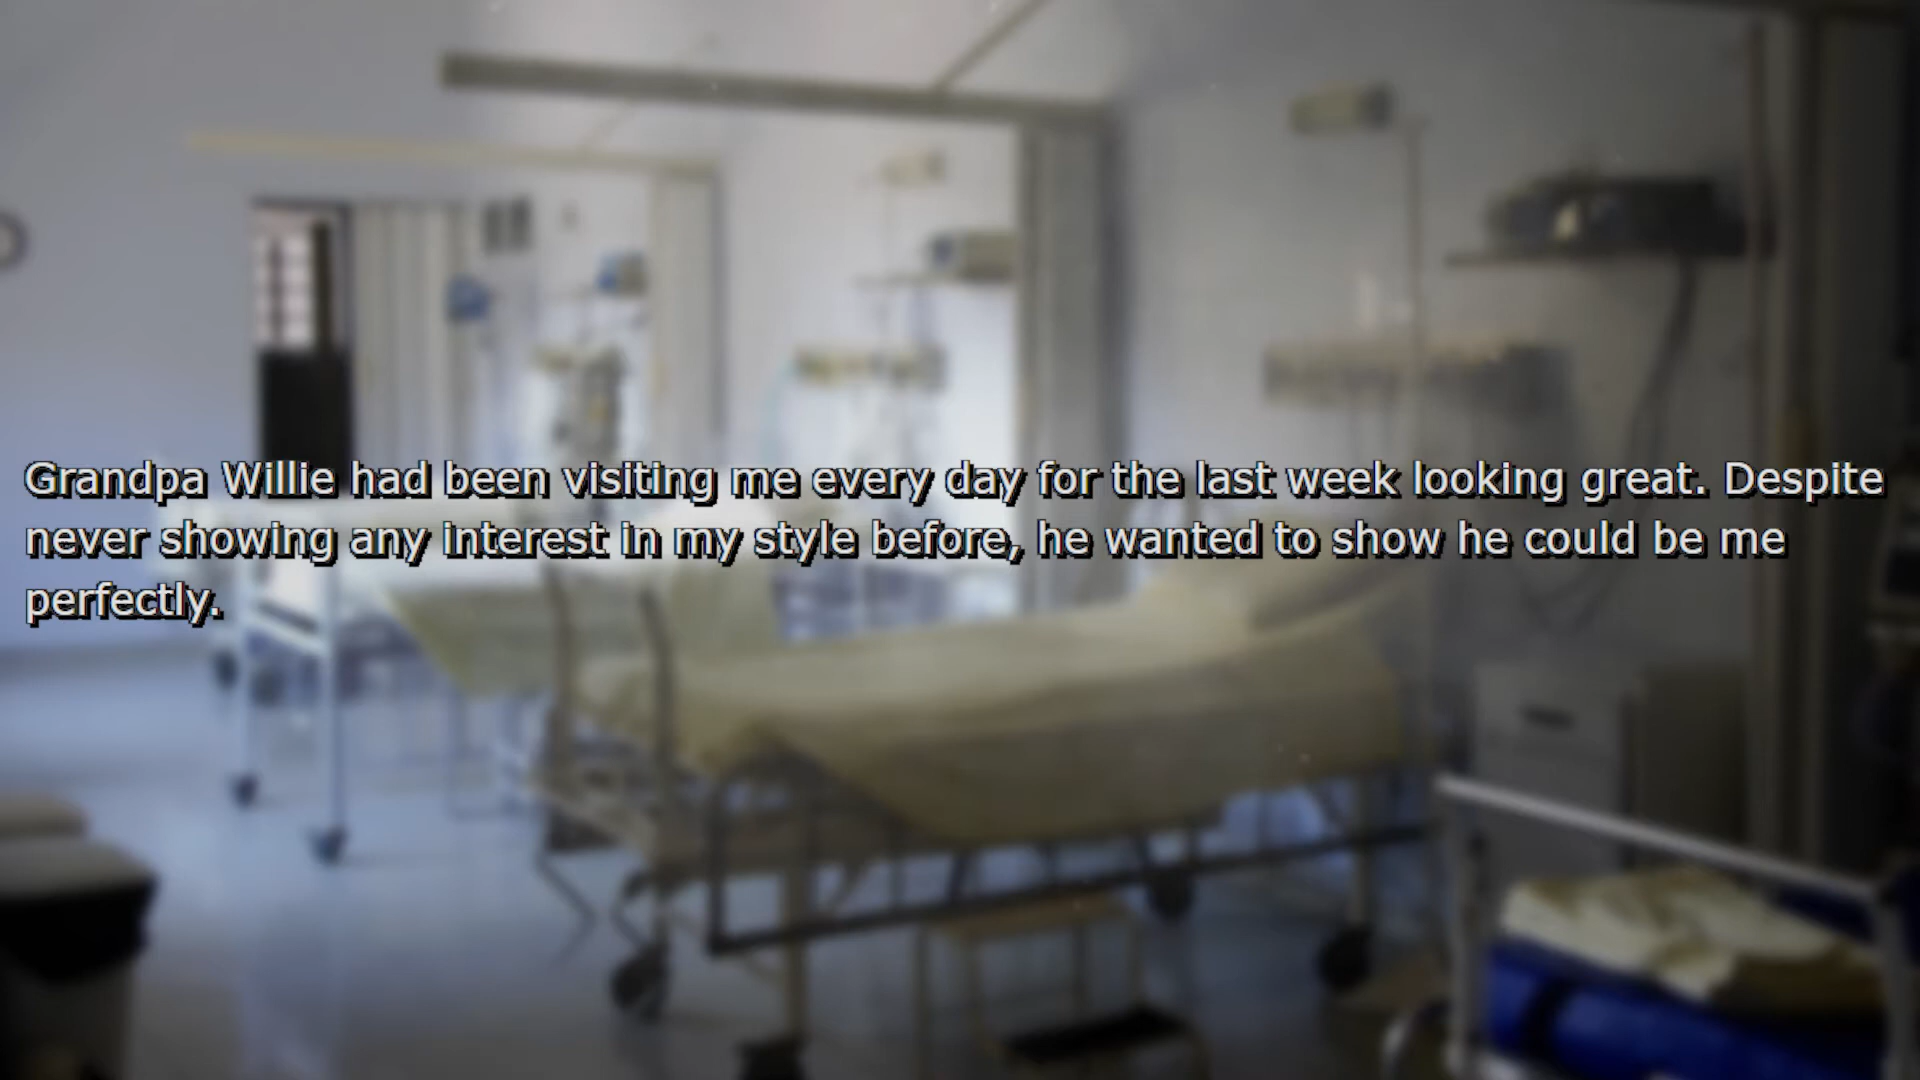 Grandpa Willie had been visiting me every day for the last week looking great. Despite
never showing any interest in my style before, he wanted to show he could be me
perfectly.